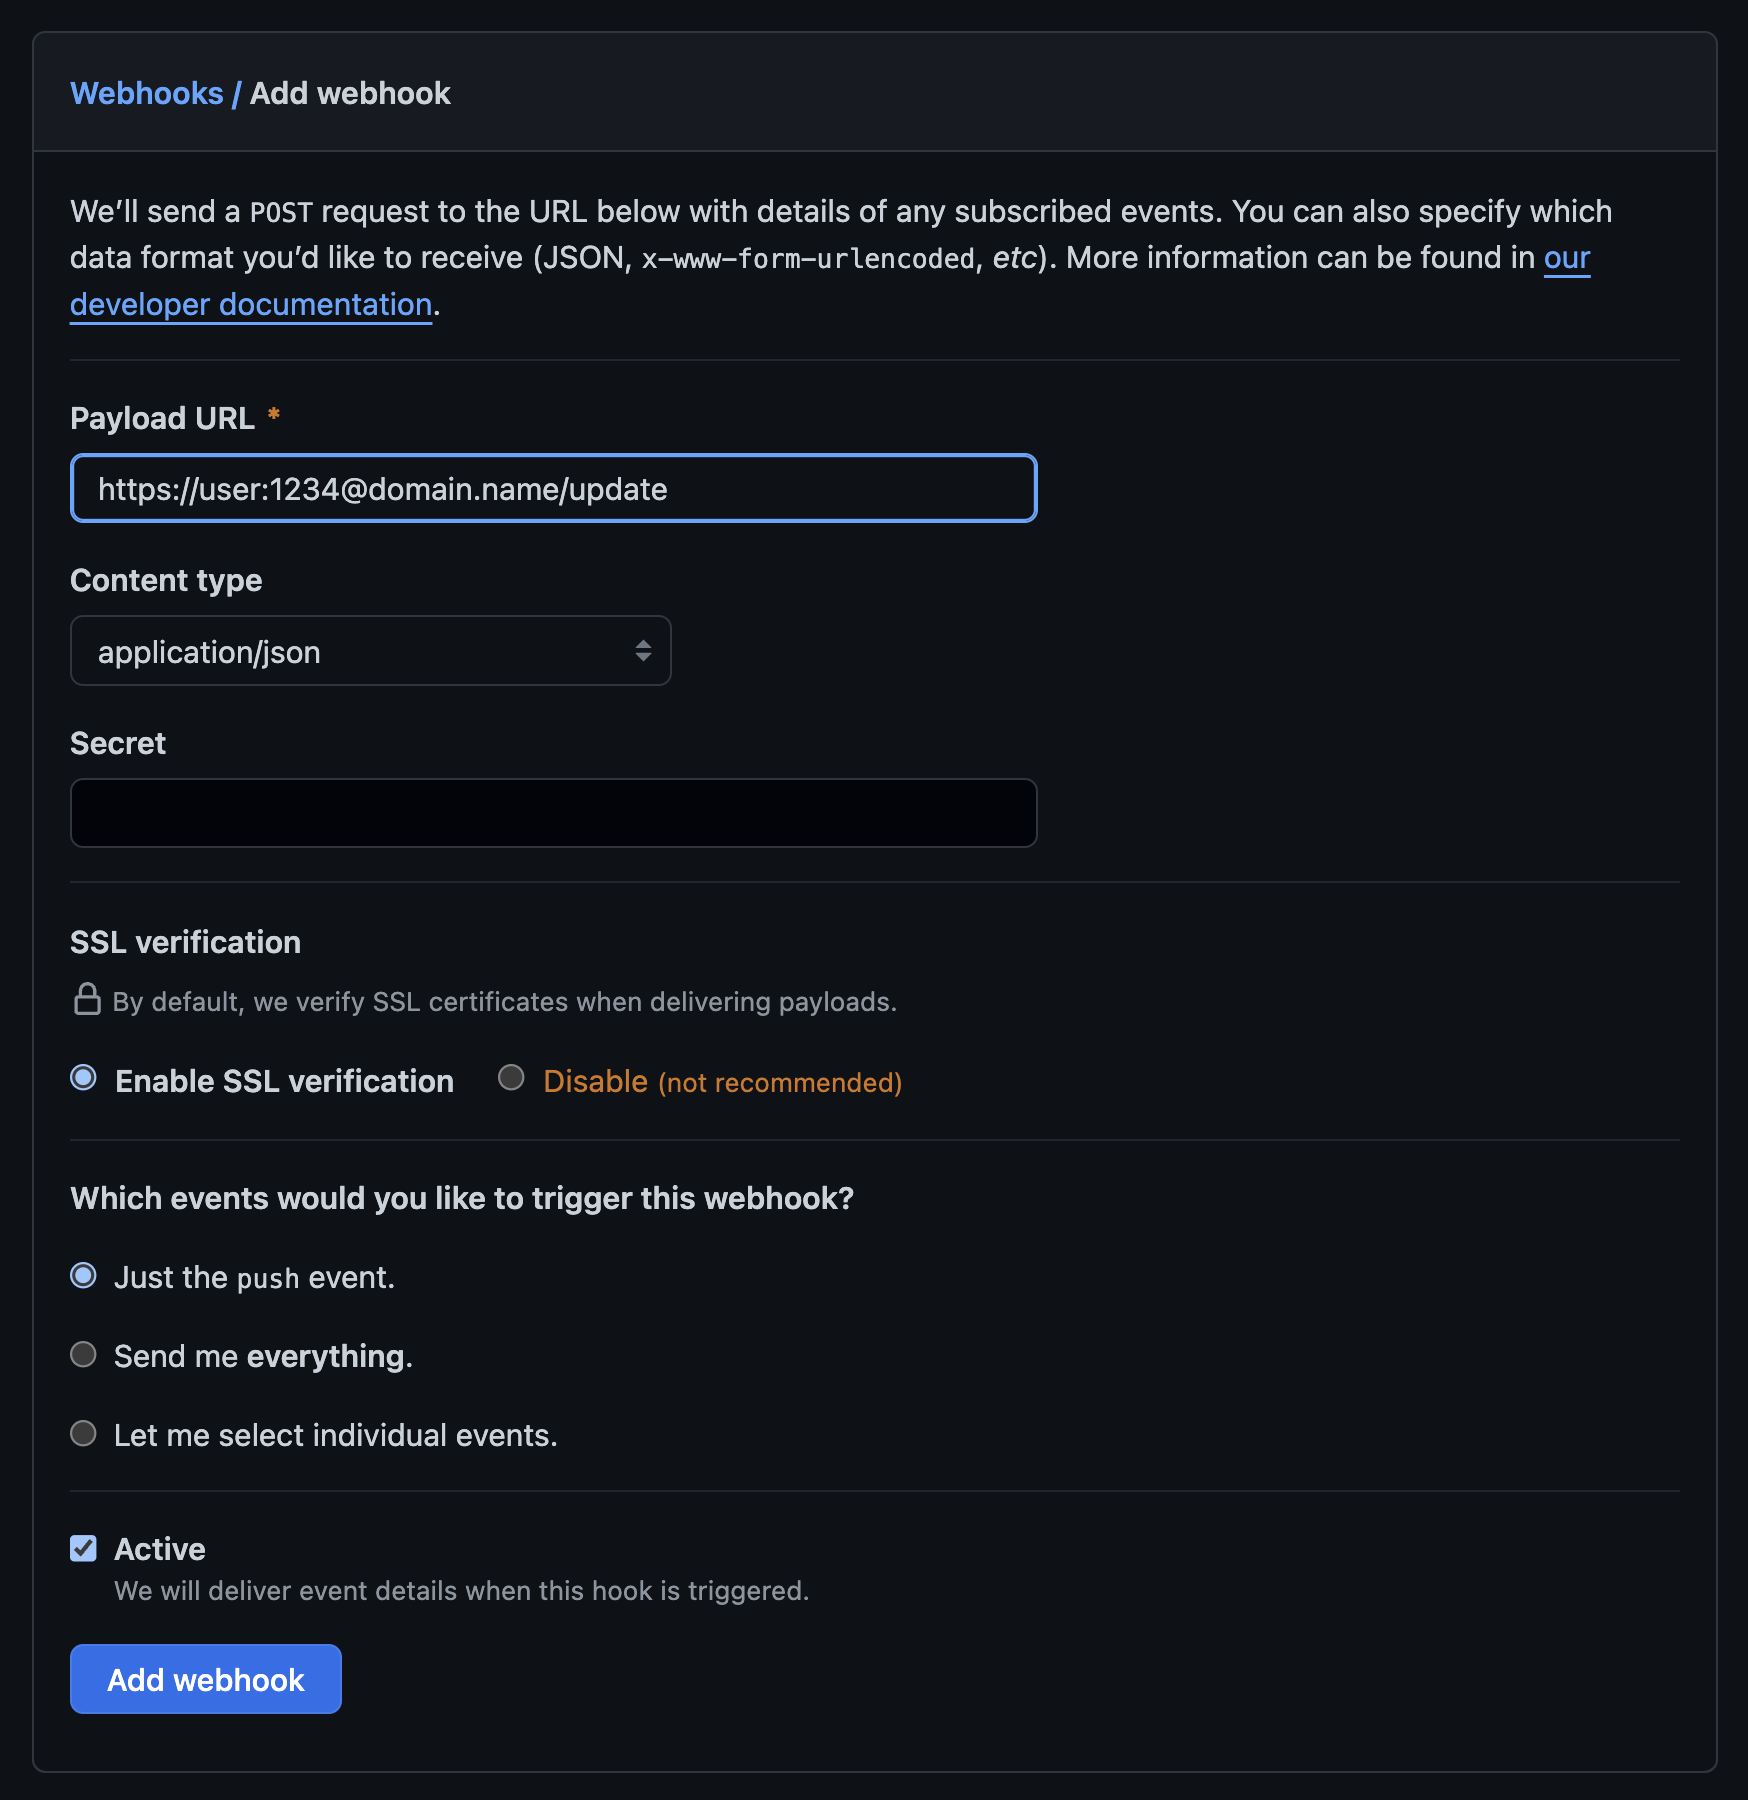 Webhooks / Add webhook
We’ll send a POST request to the URL below with details of any subscribed events. You can also specify which
data format you’d like to receive (JSON, x-www-form-urlencoded, etc). More information can be found in our
developer documentation.
Payload URL *
https://user:1234@domain.name/update
Content type
application/json
Secret
SSL verification
By default, we verify SSL certificates when delivering payloads.
Enable SSL verification Disable (not recommended)
Which events would you like to trigger this webhook?
Just the push event.
Send me everything.
Let me select individual events.
Active
We will deliver event details when this hook is triggered.
Add webhook